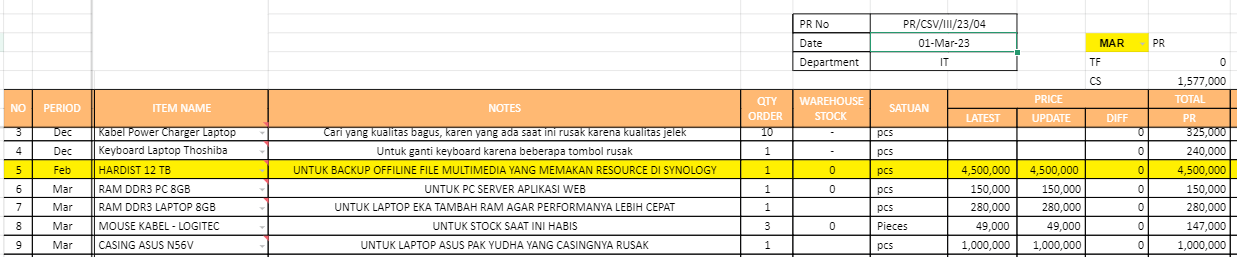 PR No PR/CSV/III/23/04
Date 01-Mar-23 MAR PR
Department IT TF 0
CS 1,577,000
NO PERIOD ITEM NAME NOTES QTY ORDER WAREHOUSE STOCK SATUAN PRICE TOTAL
LATEST UPDATE DIFF PR
3 Dec Kabel Power Charger Laptop Cari yang kualitas bagus, karen yang ada saat ini rusak karena kualitas jelek 10 - pcs 0 325,000
4 Dec Keyboard Laptop Thoshiba Untuk ganti keyboard karena beberapa tombol rusak 1 - pcs 0 240,000
5 Feb HARDIST 12 TB UNTUK BACKUP OFFILINE FILE MULTIMEDIA YANG MEMAKAN RESOURCE DI SYNOLOGY 1 0 pcs 4,500,000 4,500,000 0 4,500,000
6 Mar RAM DDR3 PC 8GB UNTUK PC SERVER APLIKASI WEB 1 0 pcs 150,000 150,000 0 150,000
7 Mar RAM DDR3 LAPTOP 8GB UNTUK LAPTOP EKA TAMBAH RAM AGAR PERFORMANYA LEBIH CEPAT 1 pcs 280,000 280,000 0 280,000
8 Mar MOUSE KABEL - LOGITEC UNTUK STOCK SAAT INI HABIS 3 0 Pieces 49,000 49,000 0 147,000
9 Mar CASING ASUS N56V UNTUK LAPTOP ASUS PAK YUDHA YANG CASINGNYA RUSAK 1 pcs 1,000,000 1,000,000 0 1,000,000